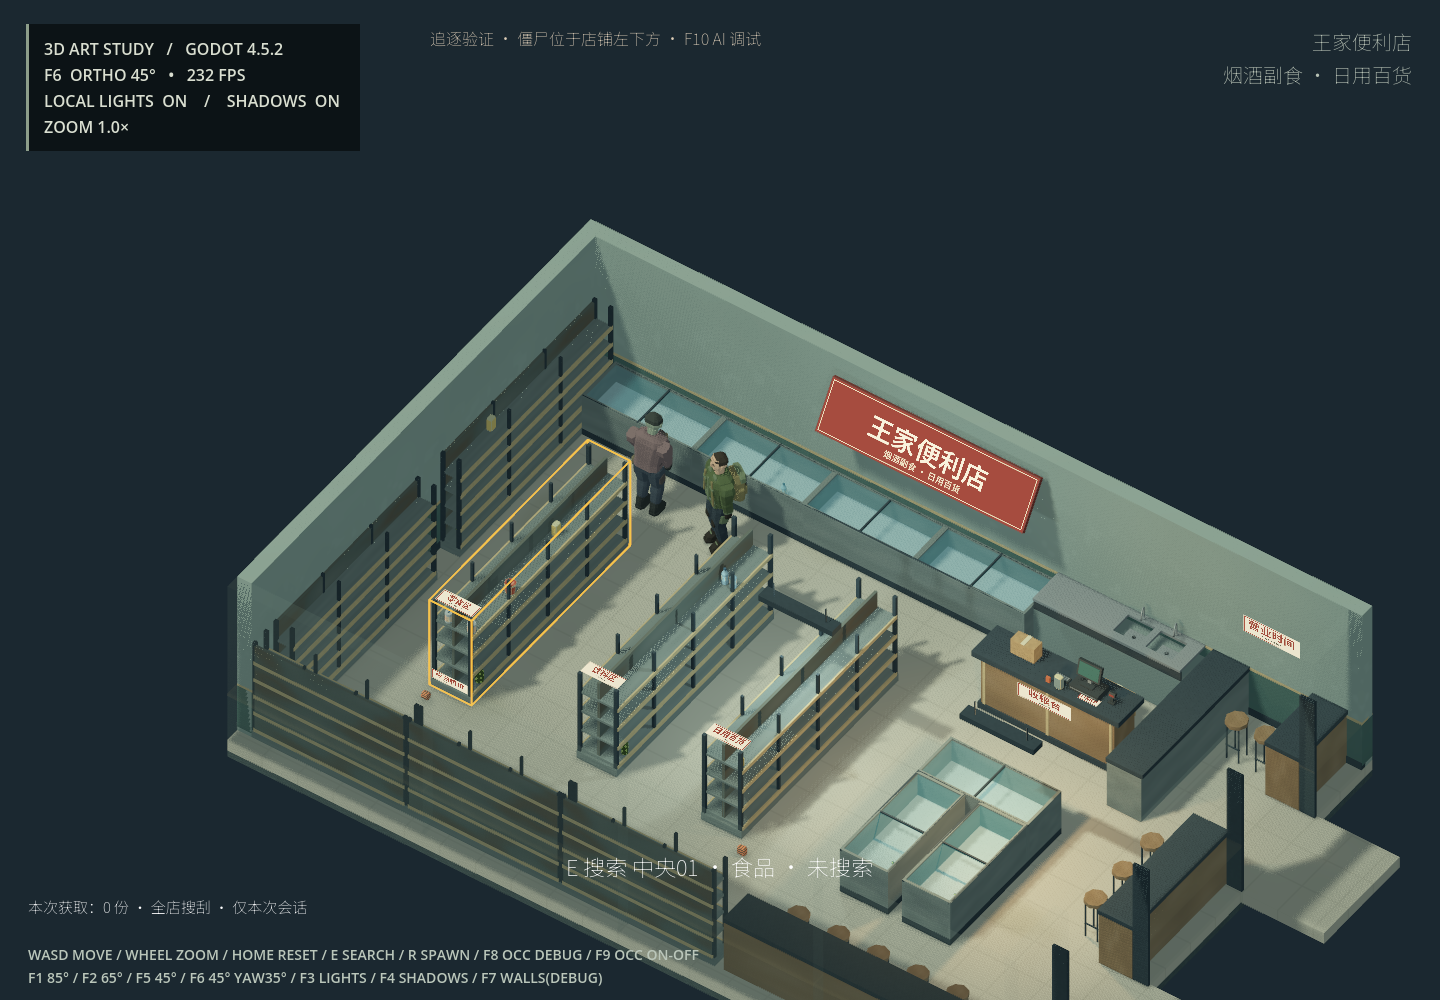 3D ART STUDY / GODOT 4.5.2
F6 ORTHO 45° • 232 FPS
LOCAL LIGHTS ON / SHADOWS ON
ZOOM 1.0×
追逐验证 · 僵尸位于店铺左下方 · F10 AI 调试
王家便利店
烟酒副食 · 日用百货
王家便利店
烟酒副食 · 日用百货
营业时间
收银台
日用百货
E 搜索 中央01 · 食品 · 未搜索
本次获取：0 份 · 全店搜刮 · 仅本次会话
WASD MOVE / WHEEL ZOOM / HOME RESET / E SEARCH / R SPAWN / F8 OCC DEBUG / F9 OCC ON-OFF
F1 85° / F2 65° / F5 45° / F6 45° YAW35° / F3 LIGHTS / F4 SHADOWS / F7 WALLS(DEBUG)